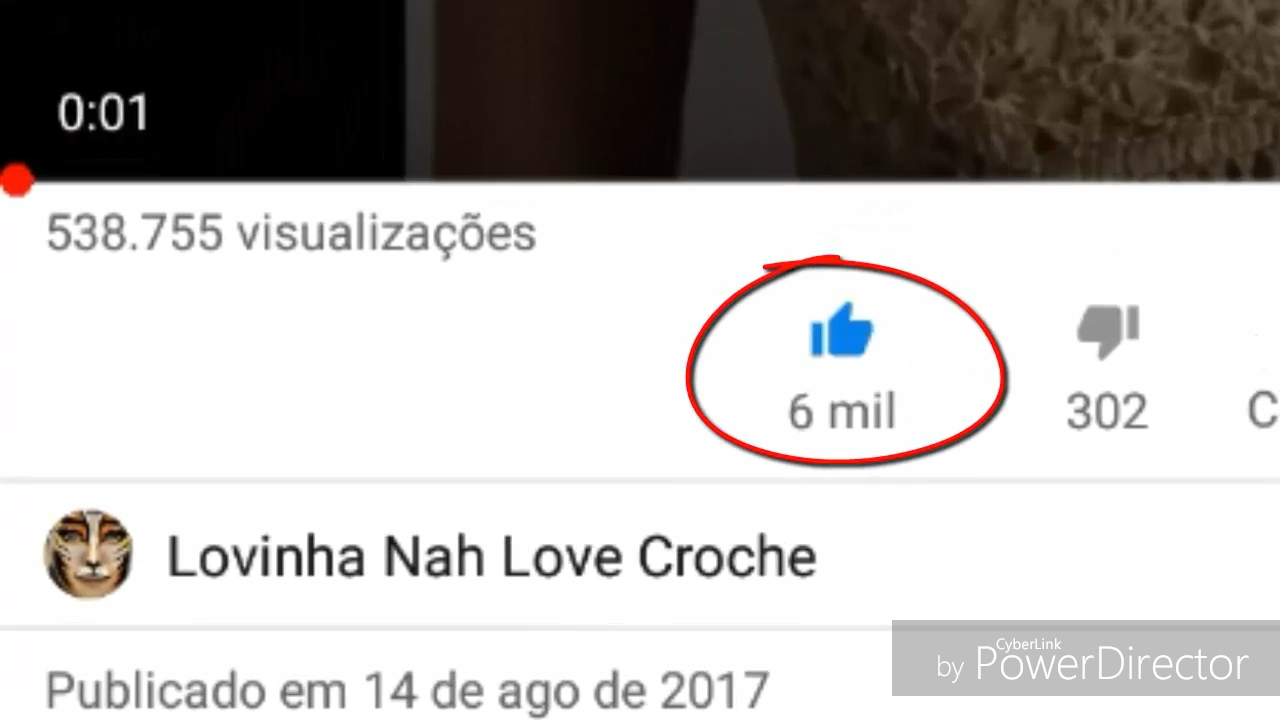 0:01
538.755 visualizações
6 mil
302
C
Lovinha Nah Love Croche
Publicado em 14 de ago de 2017
CyberLink
by PowerDirector